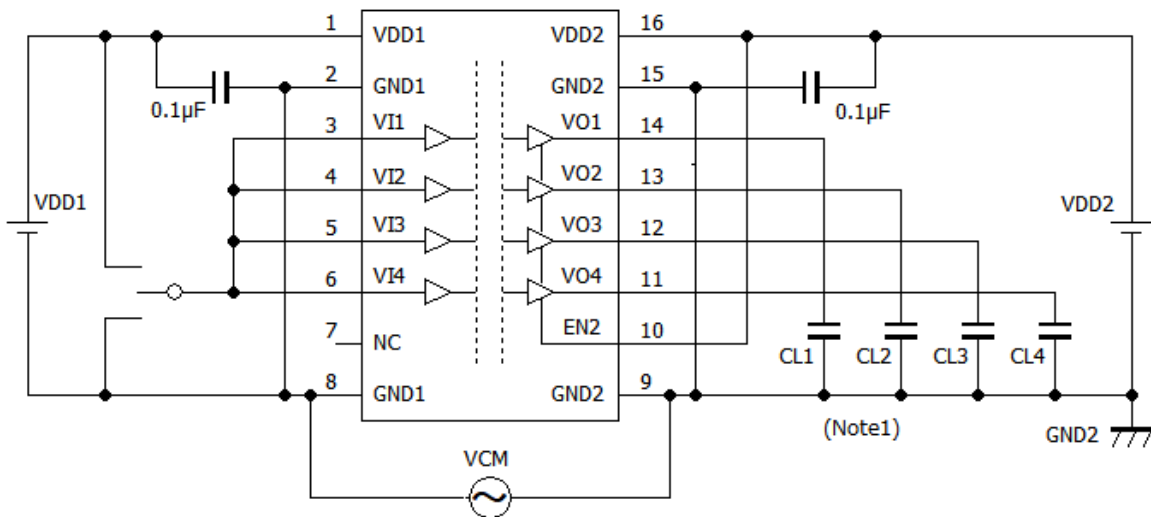 1 VDD1 VDD2 16
2 GND1 GND2 15
0.1µF 0.1µF
3 VI1 VO1 14
4 VI2 VO2 13
VDD1 VDD2
5 VI3 VO3 12
6 VI4 VO4 11
7 NC EN2 10
CL1 CL2 CL3 CL4
8 GND1 GND2 9
(Note1) GND2
VCM